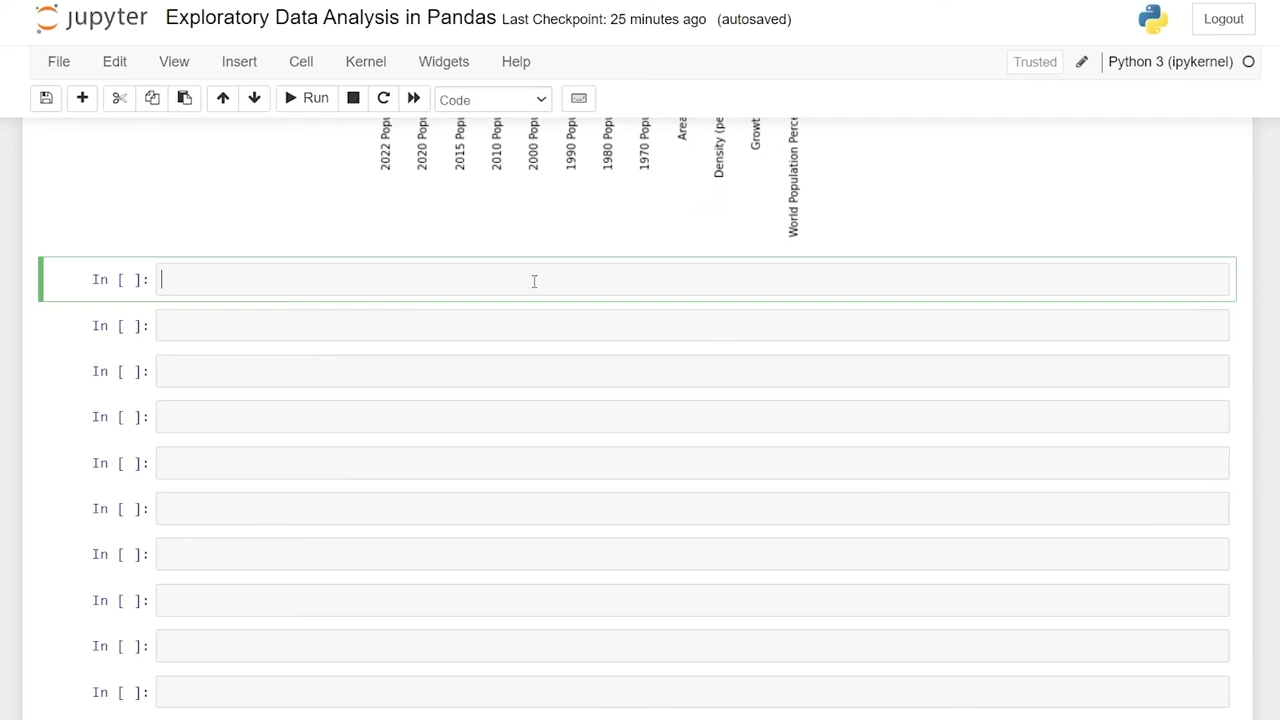 jupyter Exploratory Data Analysis in Pandas Last Checkpoint: 25 minutes ago (autosaved) Logout
File Edit View Insert Cell Kernel Widgets Help Trusted Python 3 (ipykernel)
Run Code
2022 Popu
2020 Popu
2015 Popu
2010 Popu
2000 Popu
1990 Popu
1980 Popu
1970 Popu
Area
Density (pe
Growt
World Population Perce
In [ ]:
In [ ]:
In [ ]:
In [ ]:
In [ ]:
In [ ]:
In [ ]:
In [ ]:
In [ ]:
In [ ]: